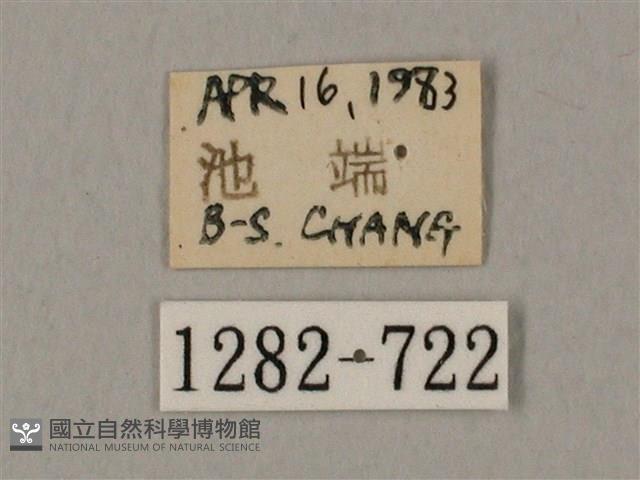 APR 16, 1983
池 端
B-S. CHANG
1282-722
國立自然科學博物館
NATIONAL MUSEUM OF NATURAL SCIENCE